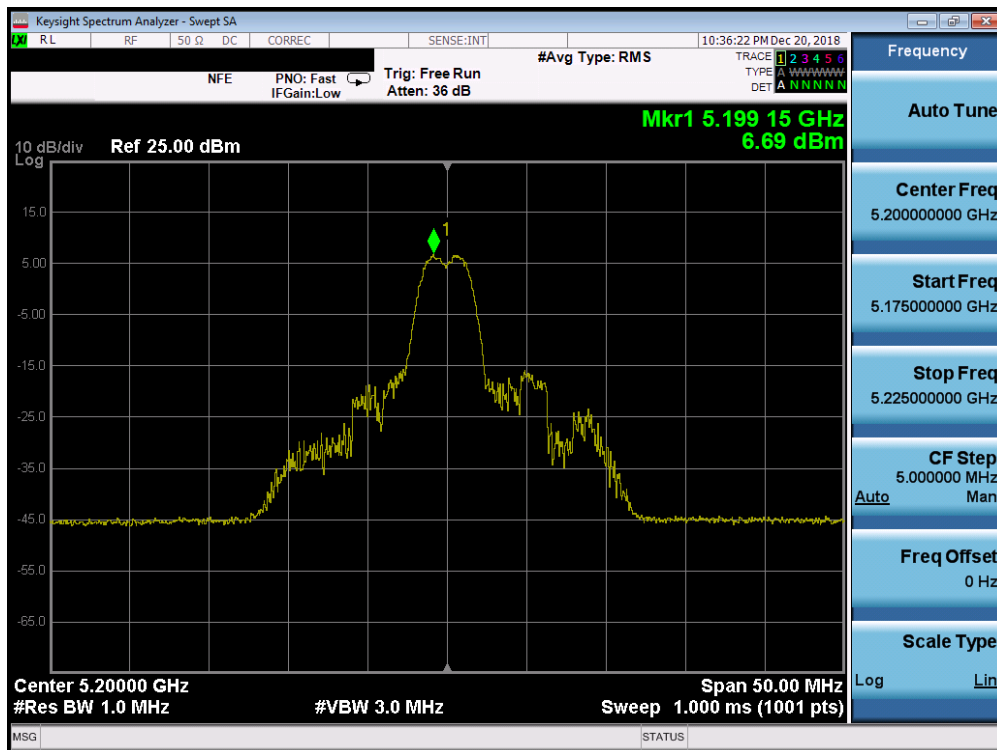 Keysight Spectrum Analyzer - Swept SA
LXI RL RF 50 Ω DC CORREC SENSE:INT 10:36:22 PM Dec 20, 2018
NFE PNO: Fast IFGain:Low Trig: Free Run Atten: 36 dB #Avg Type: RMS
TRACE 1 2 3 4 5 6
TYPE A WWWWW
DET A N N N N N
Mkr1 5.199 15 GHz
6.69 dBm
10 dB/div Ref 25.00 dBm
Log
15.0
1
5.00
-5.00
-15.0
-25.0
-35.0
-45.0
-55.0
-65.0
Center 5.20000 GHz Span 50.00 MHz
#Res BW 1.0 MHz #VBW 3.0 MHz Sweep 1.000 ms (1001 pts)
MSG STATUS
Frequency
Auto Tune
Center Freq
5.200000000 GHz
Start Freq
5.175000000 GHz
Stop Freq
5.225000000 GHz
CF Step
5.000000 MHz
Auto Man
Freq Offset
0 Hz
Scale Type
Log Lin